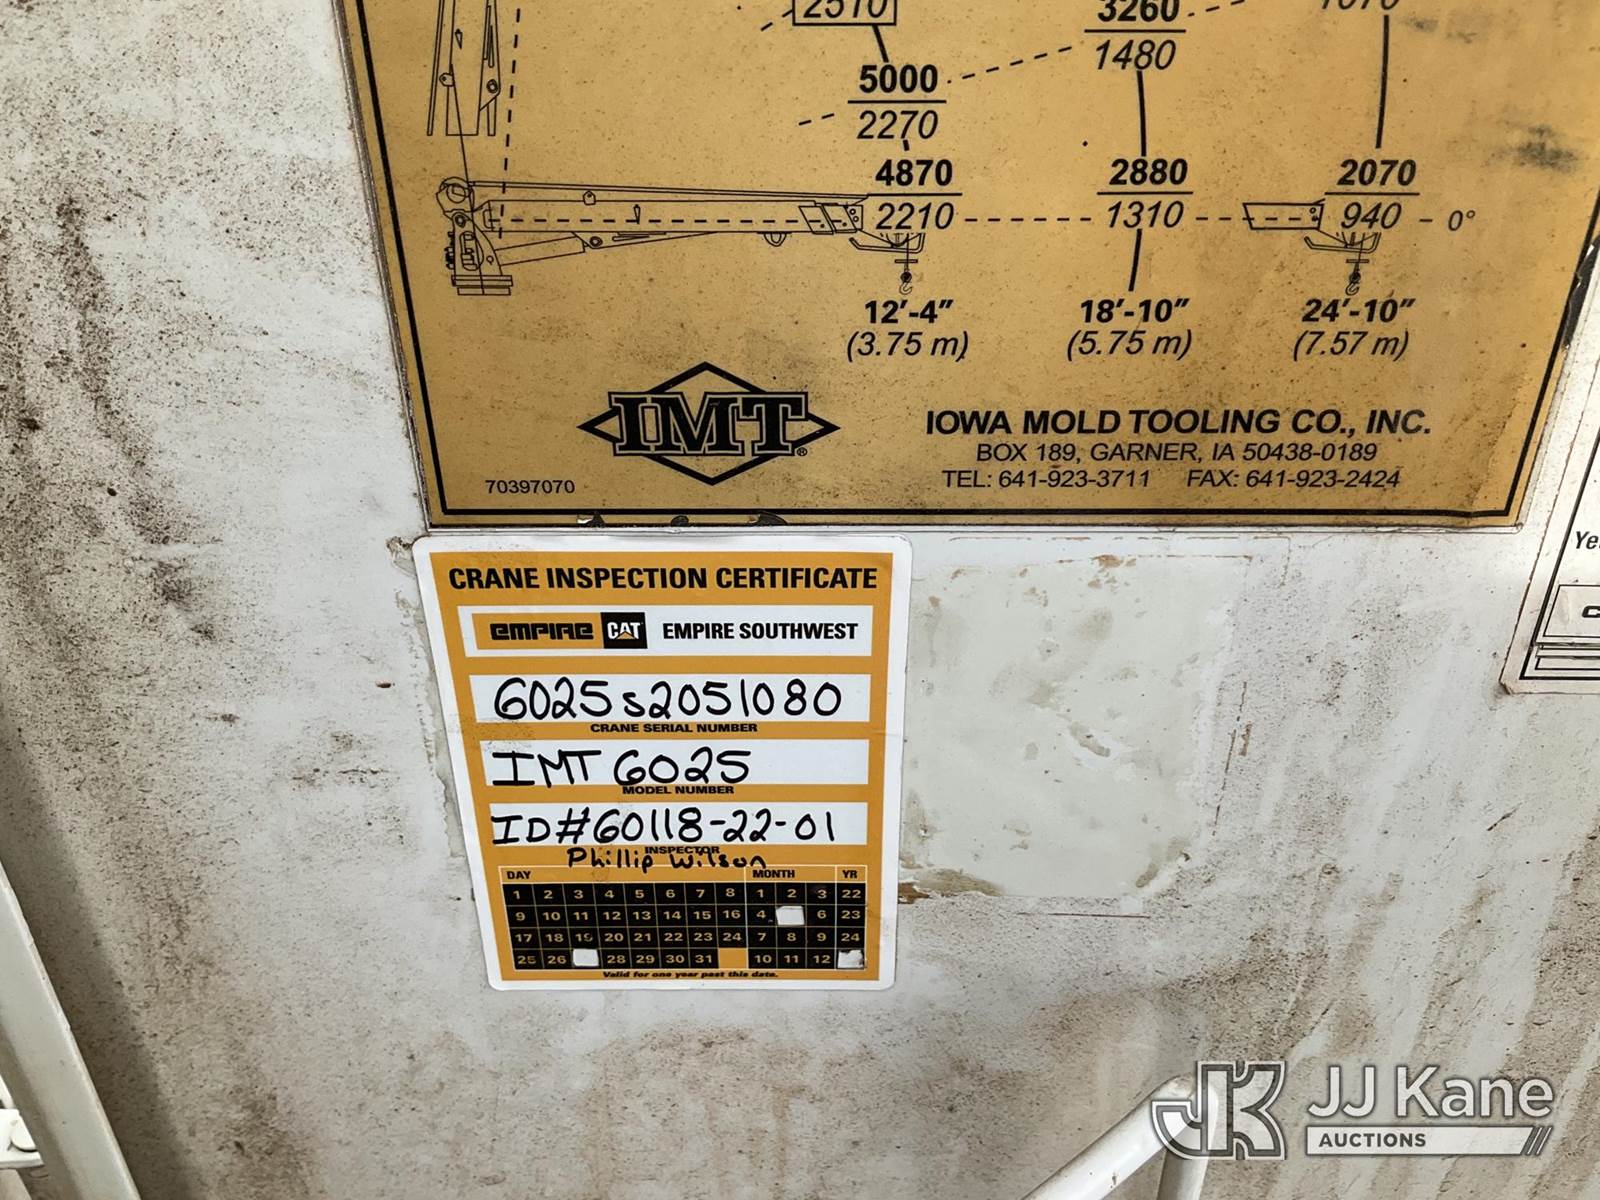 2510
3260
1480
5000
2270
4870
2210
2880
1310
2070
940 - 0°
12'-4" 18'-10" 24'-10"
(3.75 m) (5.75 m) (7.57 m)
IMT®
IOWA MOLD TOOLING CO., INC.
BOX 189, GARNER, IA 50438-0189
TEL: 641-923-3711 FAX: 641-923-2424
70397070
CRANE INSPECTION CERTIFICATE
EMPIRE CAT EMPIRE SOUTHWEST
6025S2051080
CRANE SERIAL NUMBER
IMT 6025
MODEL NUMBER
ID#60118-22-01
INSPECTOR
Phillip Wilson
DAY MONTH YR
1 2 3 4 5 6 7 8 1 2 3 22
9 10 11 12 13 14 15 16 4 6 23
17 18 19 20 21 22 23 24 7 8 9 24
25 26 28 29 30 31 10 11 12
Valid for one year past this date.
JK JJ Kane
AUCTIONS